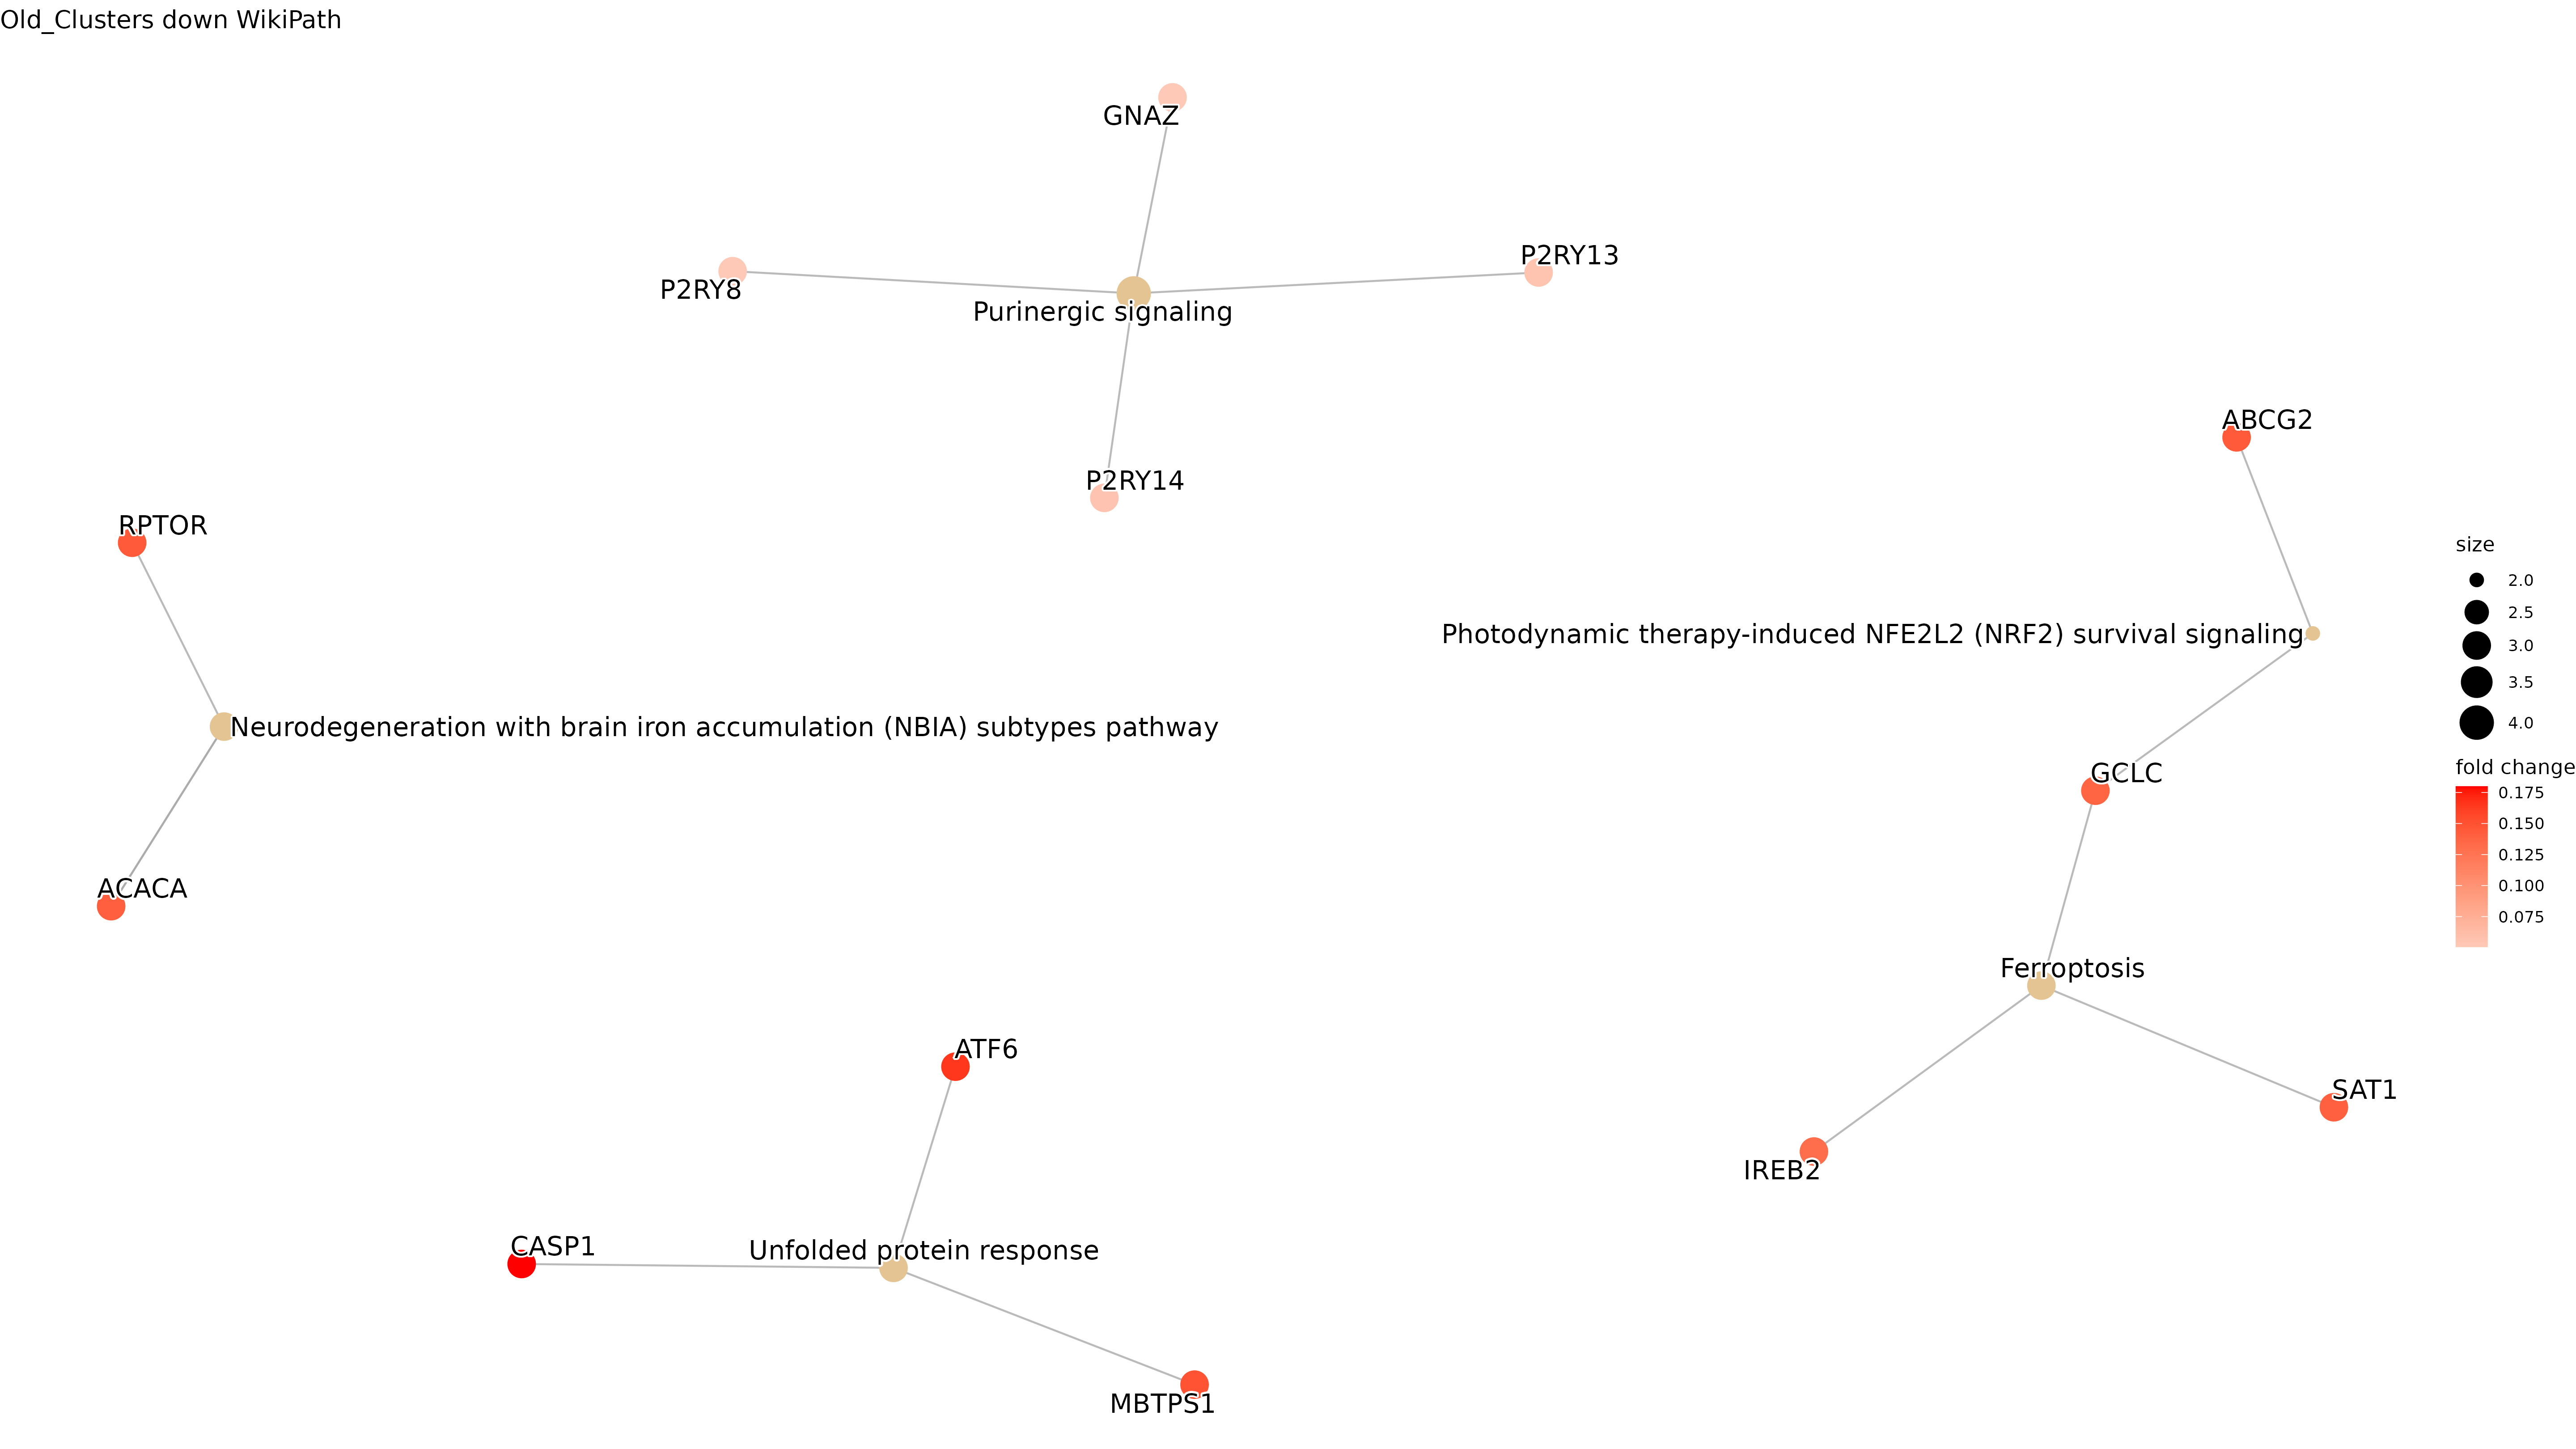 Old_Clusters down WikiPath
GNAZ
P2RY13
P2RY8
Purinergic signaling
P2RY14
ABCG2
RPTOR
Photodynamic therapy-induced NFE2L2 (NRF2) survival signaling
Neurodegeneration with brain iron accumulation (NBIA) subtypes pathway
GCLC
ACACA
Ferroptosis
ATF6
SAT1
IREB2
CASP1
Unfolded protein response
MBTPS1
size
2.0
2.5
3.0
3.5
4.0
fold change
0.175
0.150
0.125
0.100
0.075